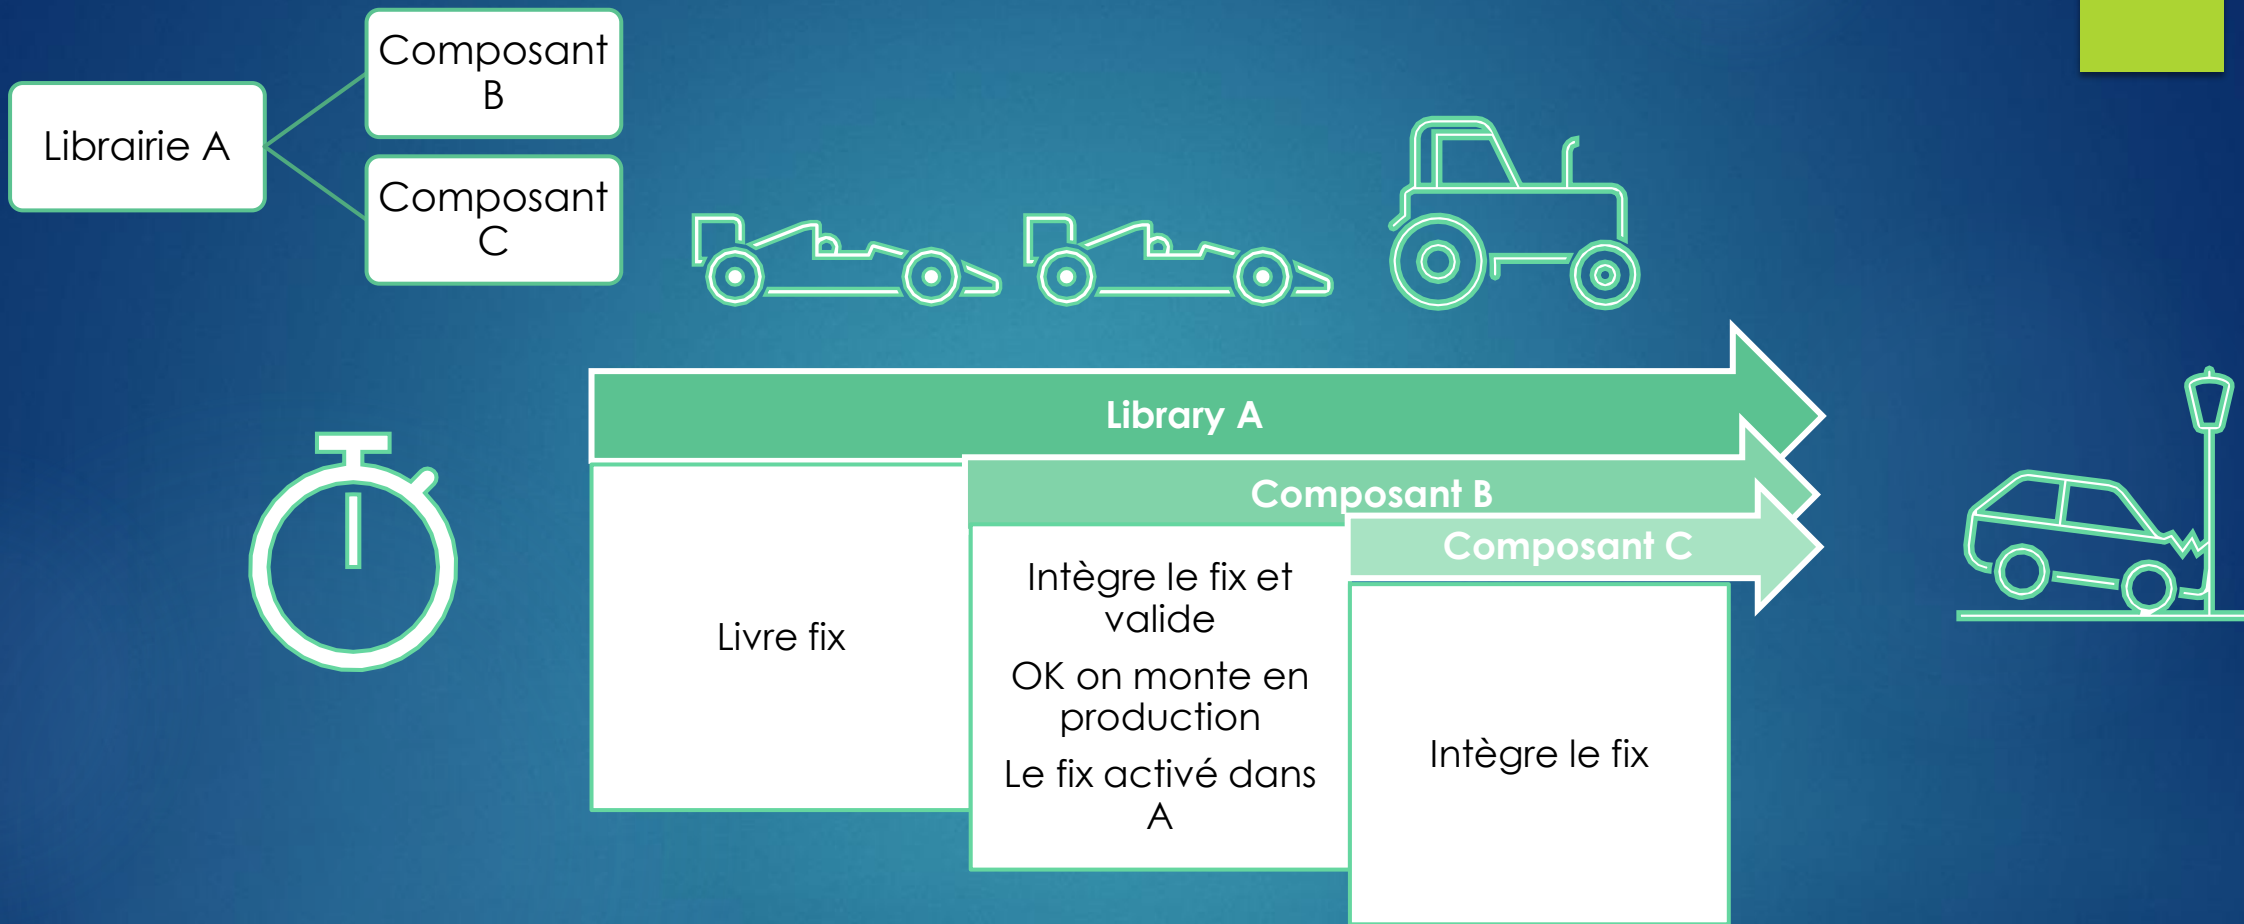 Composant
B
Librairie A
Composant
C
Library A
Composant B
Composant C
Livre fix
Intègre le fix et
valide
OK on monte en
production
Le fix activé dans
A
Intègre le fix